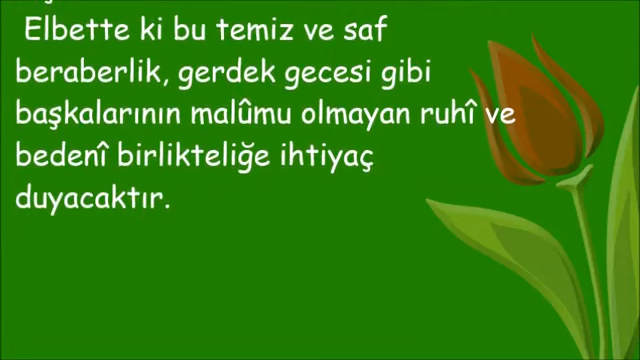 Elbette ki bu temiz ve saf
beraberlik, gerdek gecesi gibi
başkalarının malûmu olmayan ruhî ve
bedenî birlikteliğe ihtiyaç
duyacaktır.